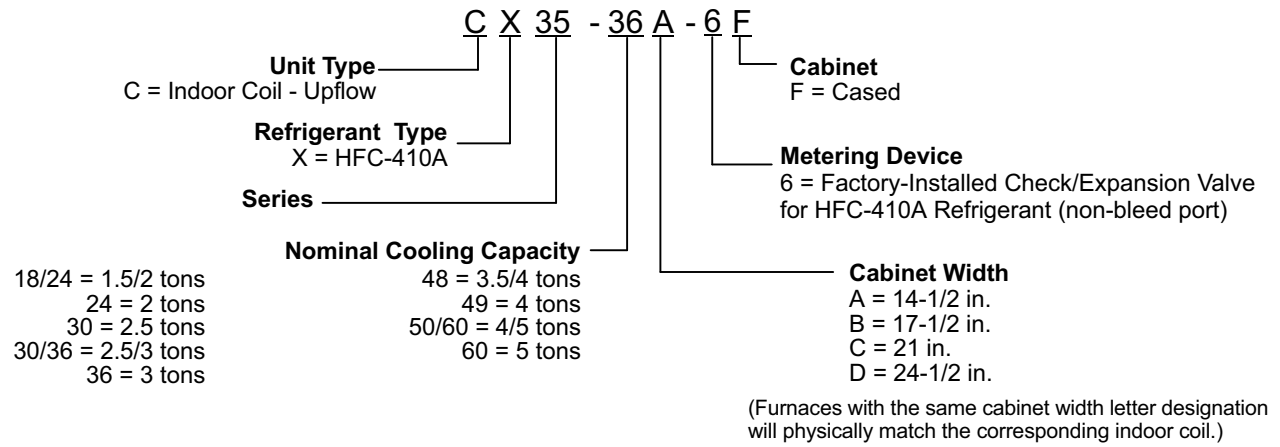 C X 35 - 36 A - 6 F
Unit Type
C = Indoor Coil - Upflow
Refrigerant Type
X = HFC-410A
Series
Nominal Cooling Capacity
18/24 = 1.5/2 tons
24 = 2 tons
30 = 2.5 tons
30/36 = 2.5/3 tons
36 = 3 tons
48 = 3.5/4 tons
49 = 4 tons
50/60 = 4/5 tons
60 = 5 tons
Cabinet
F = Cased
Metering Device
6 = Factory-Installed Check/Expansion Valve
for HFC-410A Refrigerant (non-bleed port)
Cabinet Width
A = 14-1/2 in.
B = 17-1/2 in.
C = 21 in.
D = 24-1/2 in.
(Furnaces with the same cabinet width letter designation
will physically match the corresponding indoor coil.)